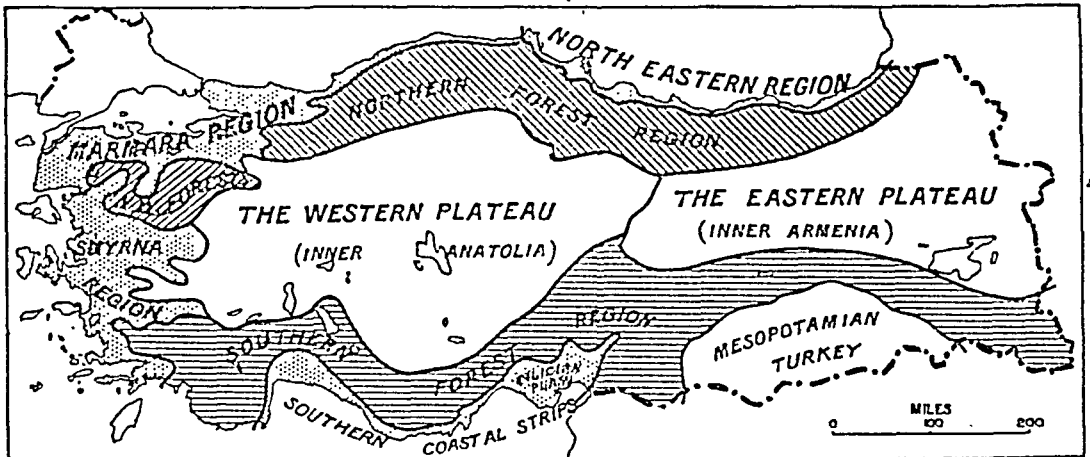 NORTH EASTERN REGION
NORTHERN FOREST REGION
MARMARA REGION
N.W. FOREST
THE WESTERN PLATEAU
(INNER ANATOLIA)
THE EASTERN PLATEAU
(INNER ARMENIA)
SMYRNA
REGION
SOUTHERN FOREST REGION
CILICIAN
PLAIN
MESOPOTAMIAN
TURKEY
SOUTHERN COASTAL STRIPS
MILES
0 100 200